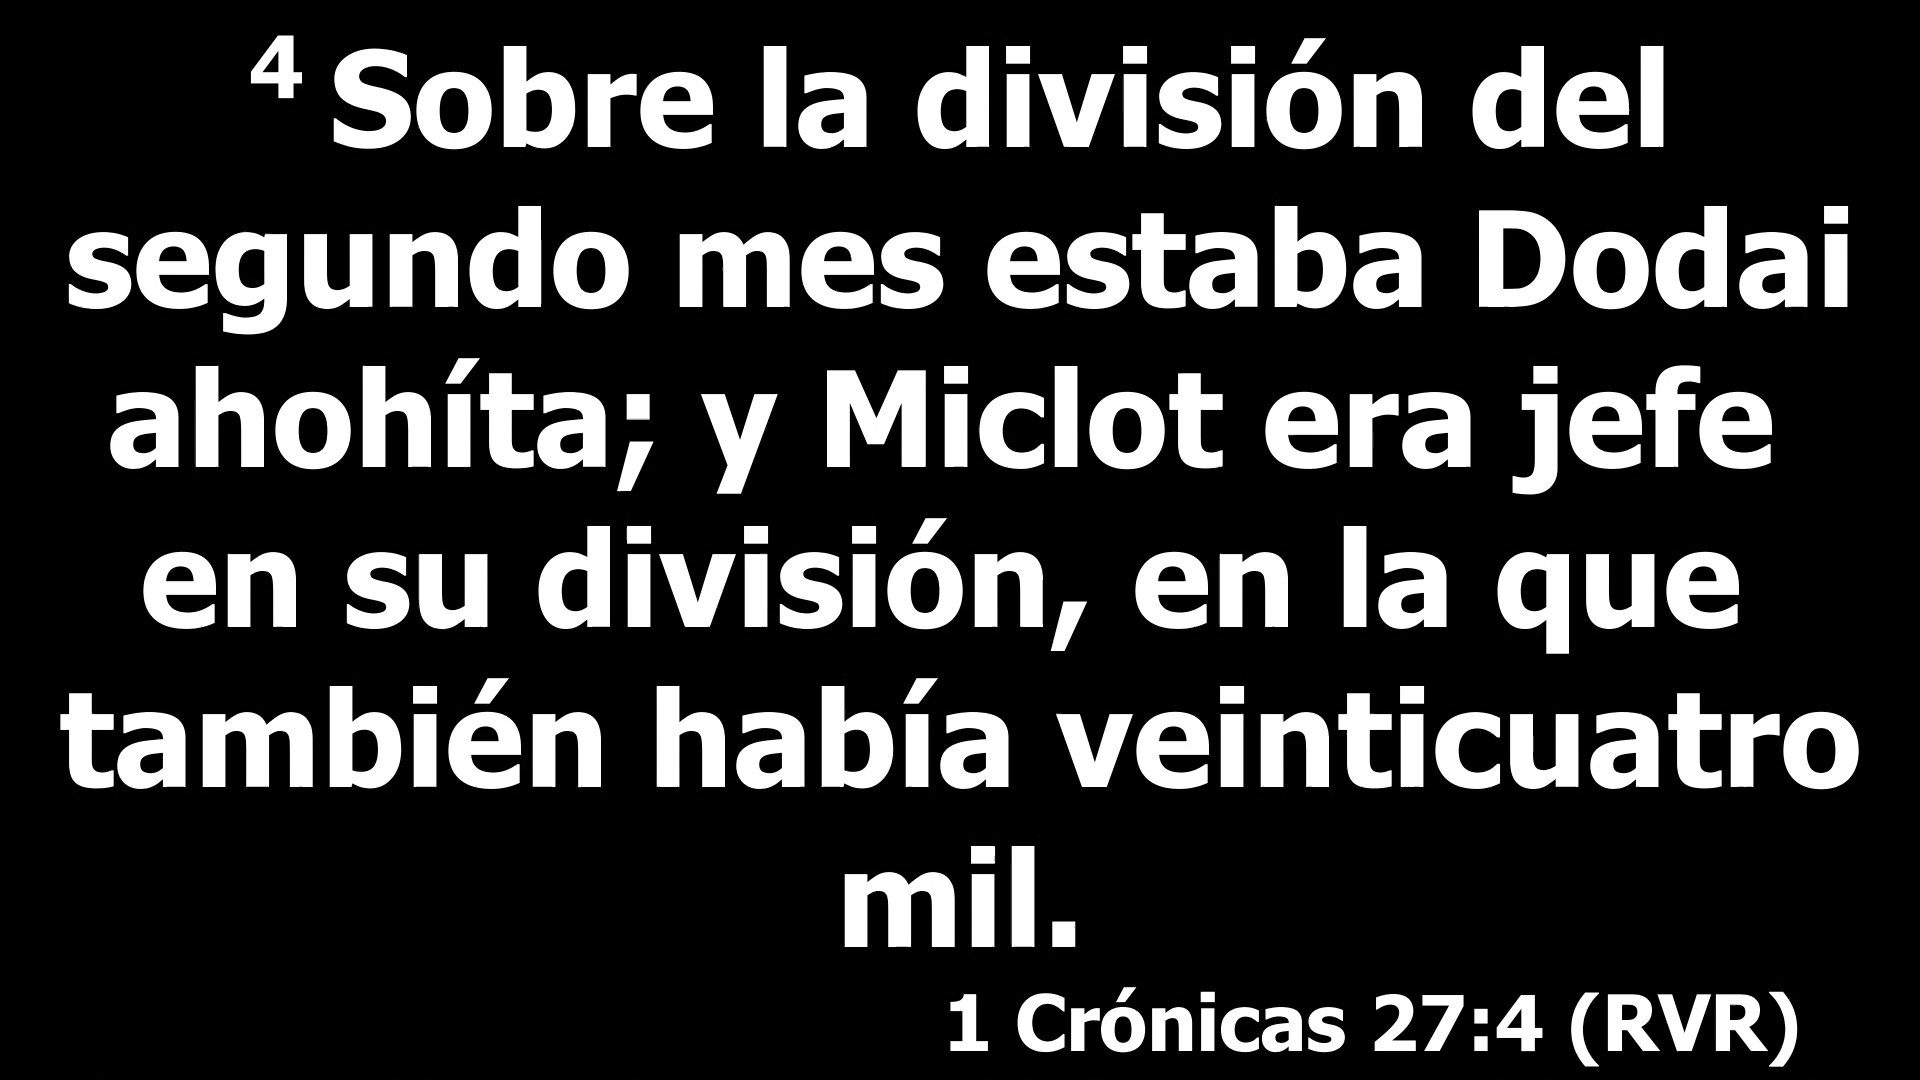 4 Sobre la división del
segundo mes estaba Dodai
ahohíta; y Miclot era jefe
en su división, en la que
también había veinticuatro
mil.
1 Crónicas 27:4 (RVR)